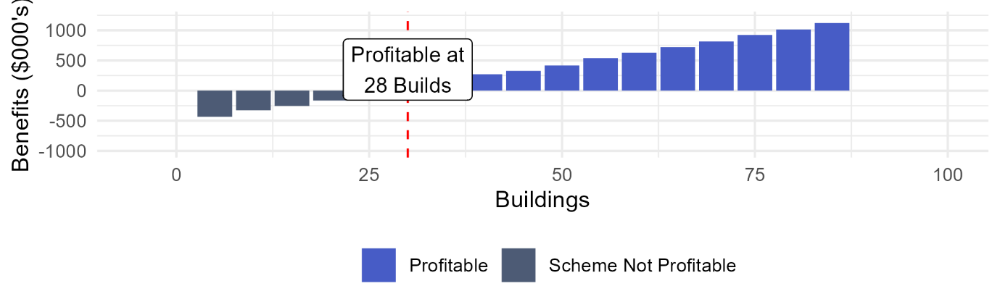 Benefits ($000's)
1000
500
0
-500
-1000
Profitable at
28 Builds
0 25 50 75 100
Buildings
Profitable Scheme Not Profitable